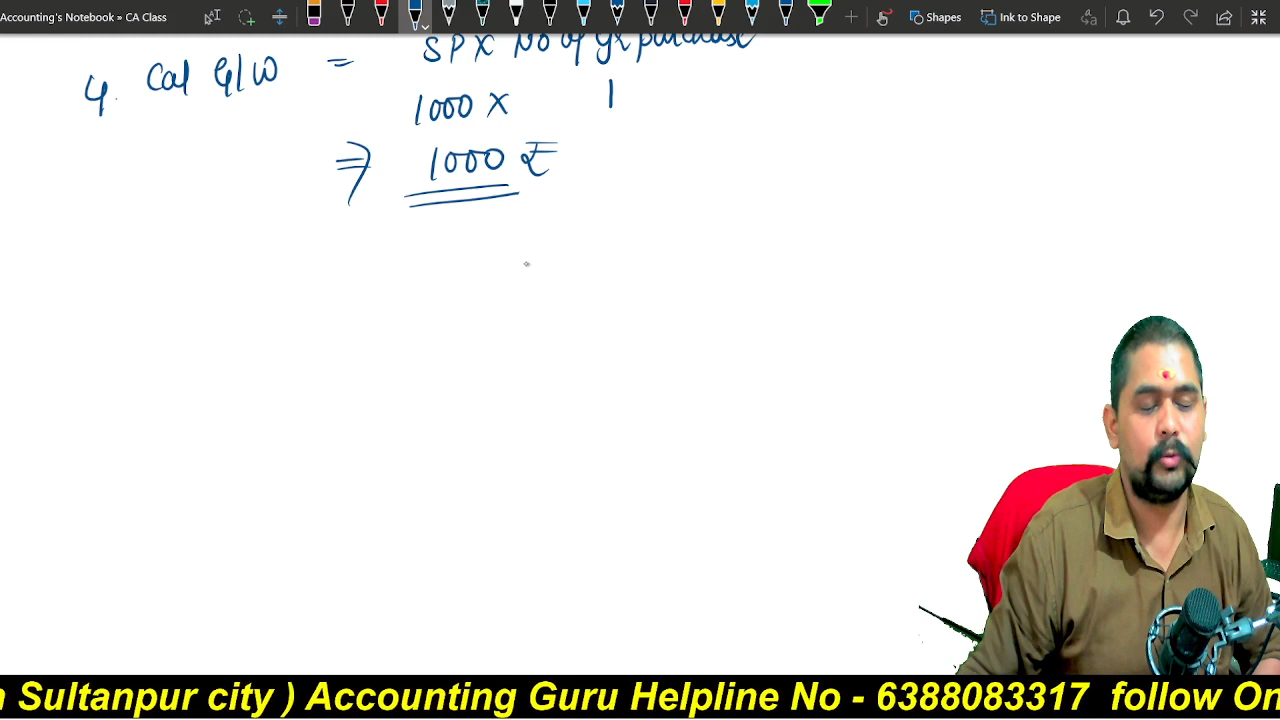 Accounting's Notebook » CA Class
Shapes
Ink to Shape
4. Cal G/W = SP X No of yr purchase
1000 X 1
⇒ 1000 ₹
n Sultanpur city ) Accounting Guru Helpline No - 6388083317 follow On